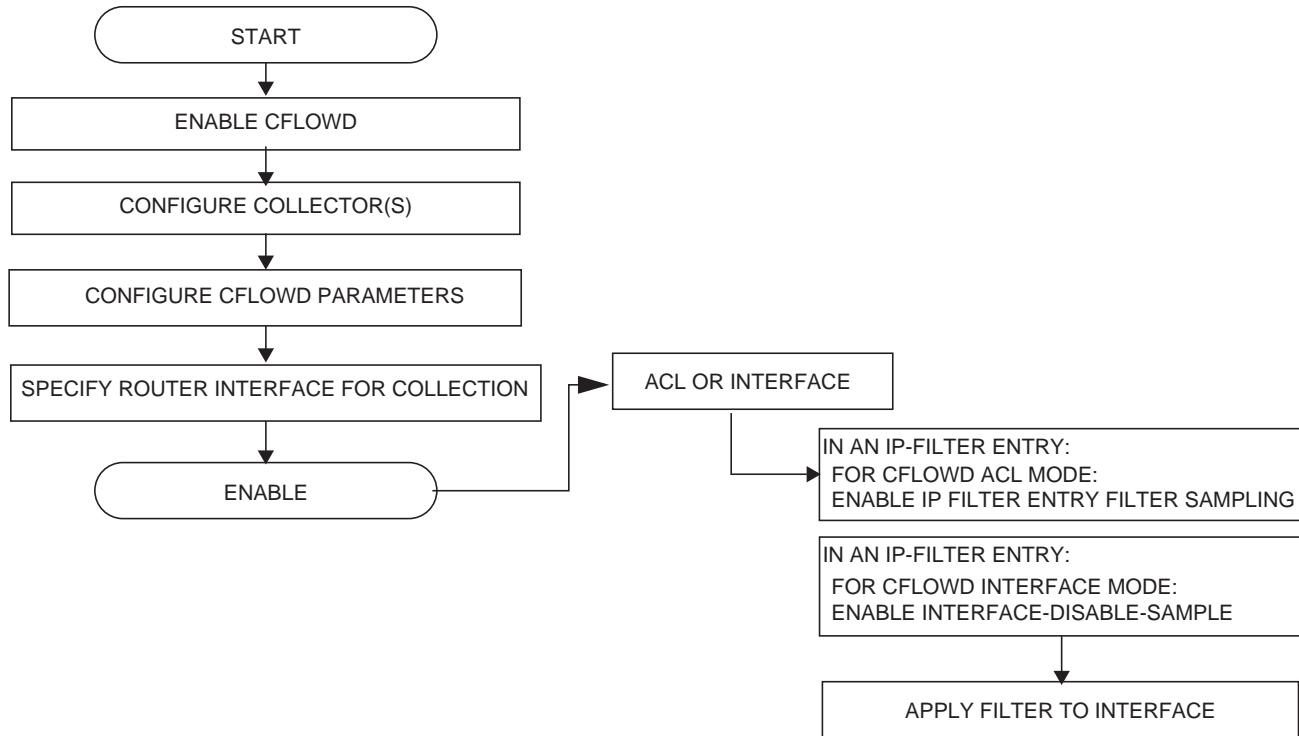 START
ENABLE CFLOWD
CONFIGURE COLLECTOR(S)
CONFIGURE CFLOWD PARAMETERS
SPECIFY ROUTER INTERFACE FOR COLLECTION
ENABLE
ACL OR INTERFACE
IN AN IP-FILTER ENTRY:
FOR CFLOWD ACL MODE:
ENABLE IP FILTER ENTRY FILTER SAMPLING
IN AN IP-FILTER ENTRY:
FOR CFLOWD INTERFACE MODE:
ENABLE INTERFACE-DISABLE-SAMPLE
APPLY FILTER TO INTERFACE